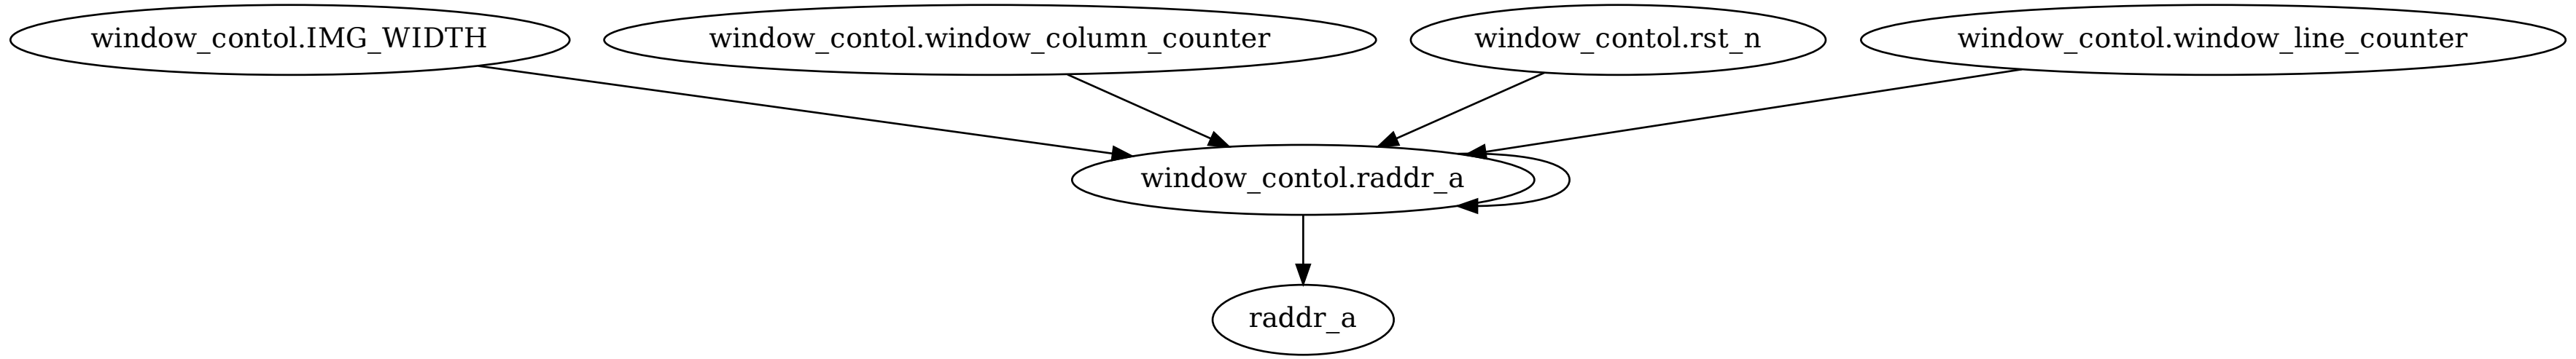 window_contol.IMG_WIDTH
window_contol.window_column_counter
window_contol.rst_n
window_contol.window_line_counter
window_contol.raddr_a
raddr_a